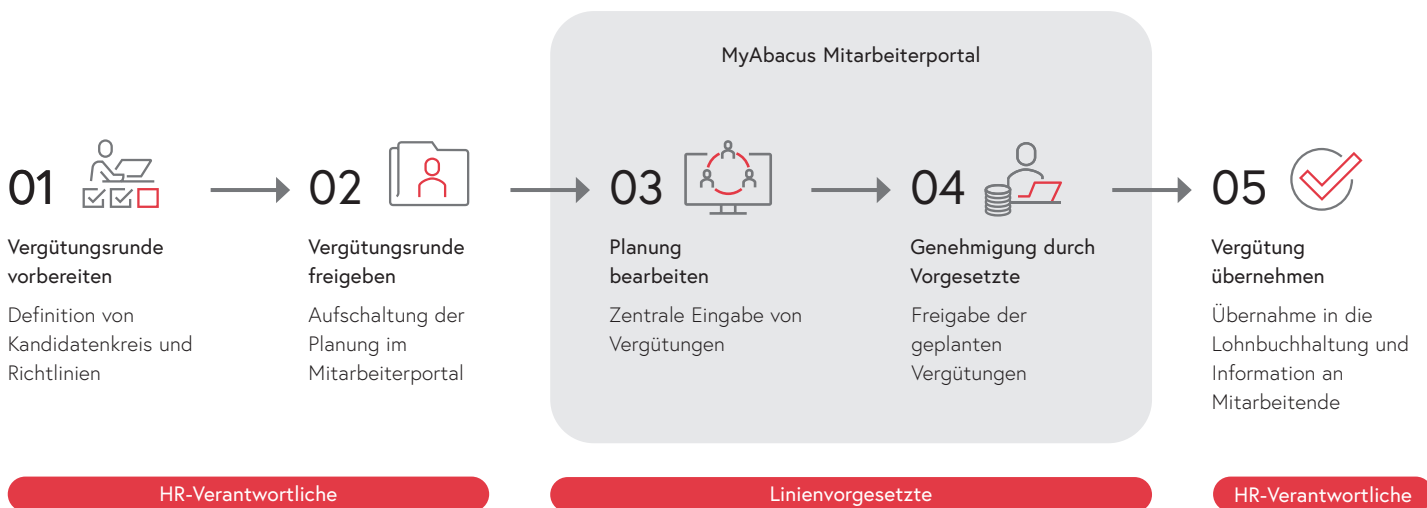 MyAbacus Mitarbeiterportal
01
Vergütungsrunde
vorbereiten
Definition von
Kandidatenkreis und
Richtlinien
02
Vergütungsrunde
freigeben
Aufschaltung der
Planung im
Mitarbeiterportal
03
Planung
bearbeiten
Zentrale Eingabe von
Vergütungen
04
Genehmigung durch
Vorgesetzte
Freigabe der
geplanten
Vergütungen
05
Vergütung
übernehmen
Übernahme in die
Lohnbuchhaltung und
Information an
Mitarbeitende
HR-Verantwortliche
Linienvorgesetzte
HR-Verantwortliche